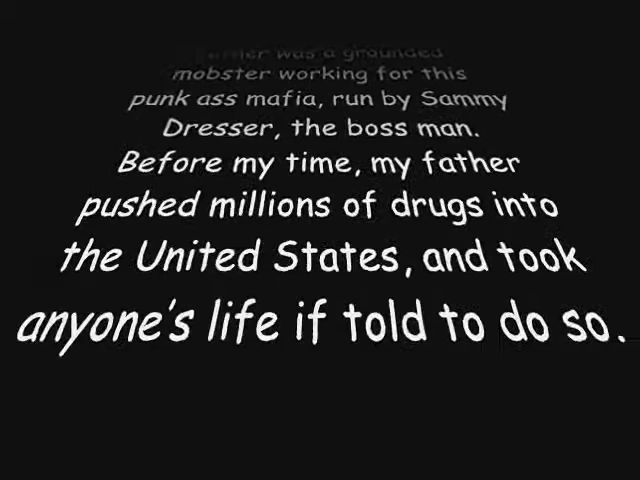 was a grounded
mobster working for this
punk ass mafia, run by Sammy
Dresser, the boss man.
Before my time, my father
pushed millions of drugs into
the United States, and took
anyone's life if told to do so.